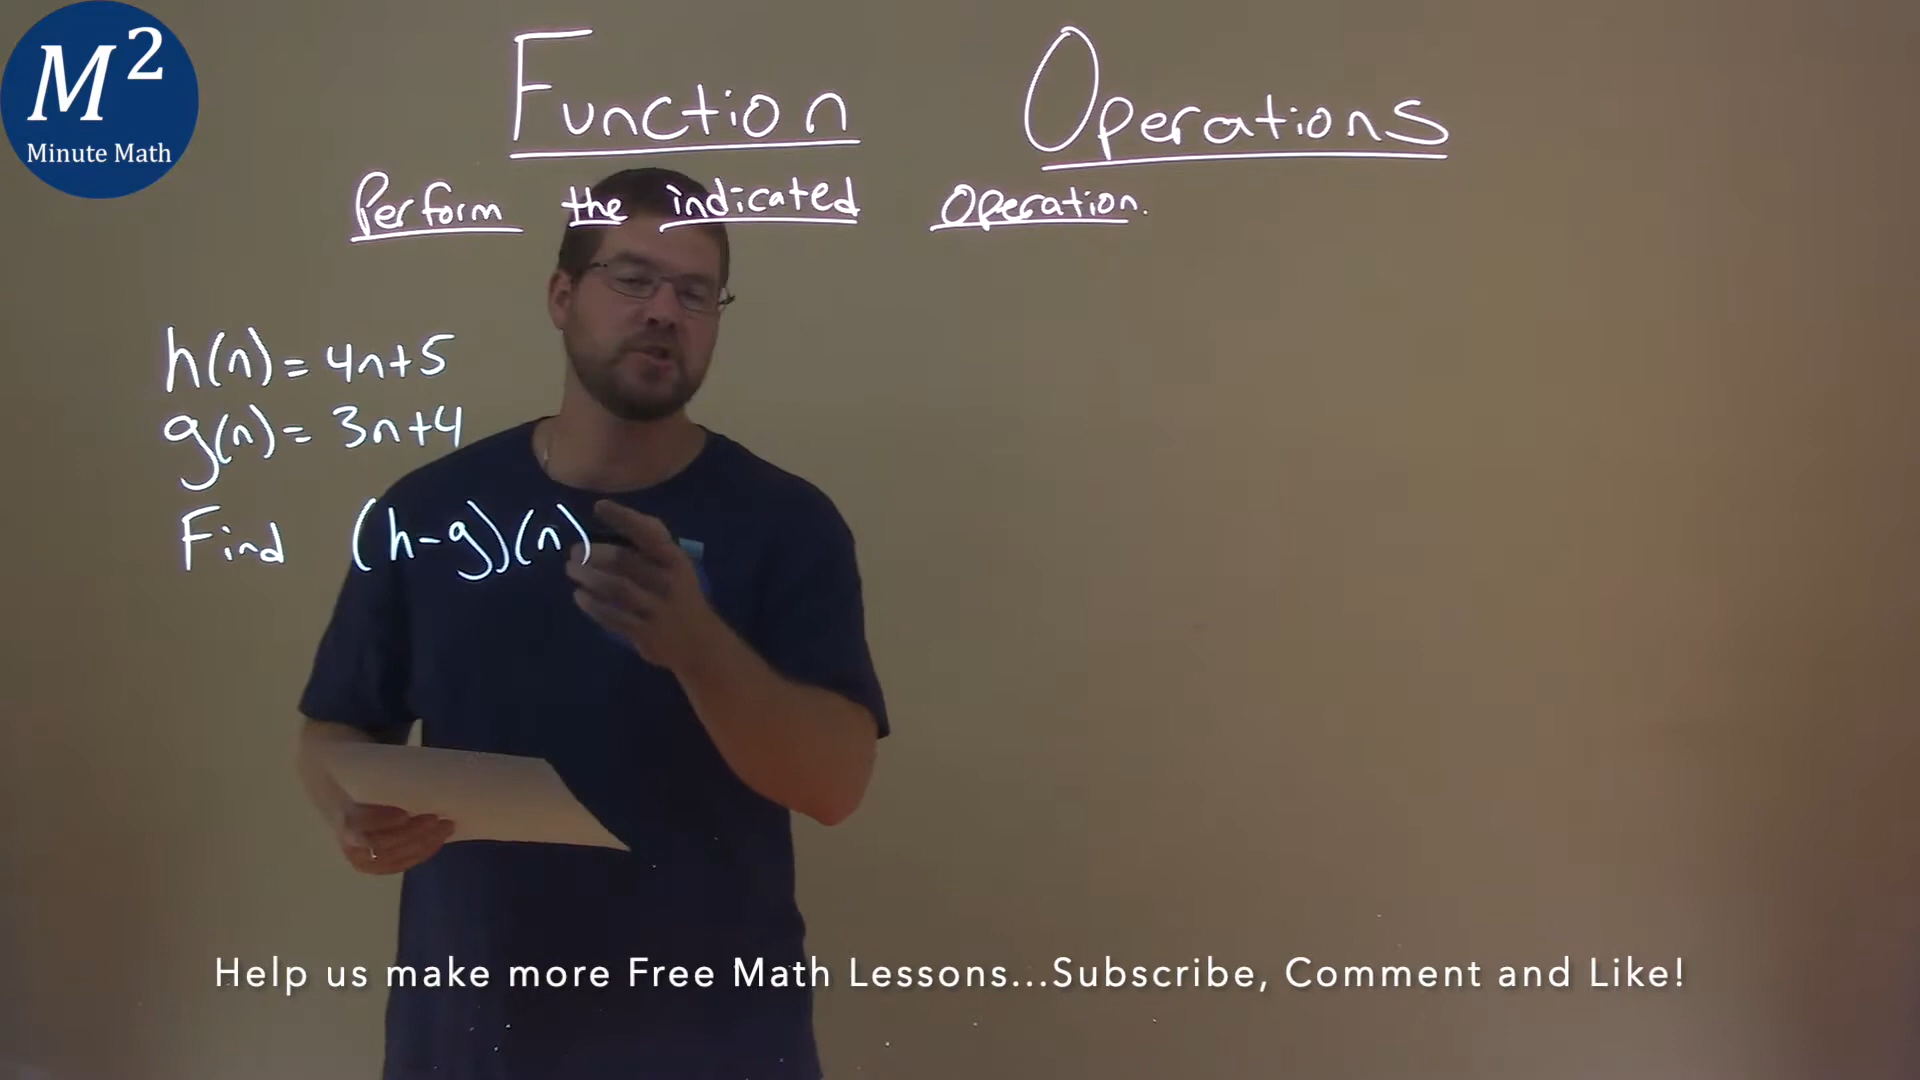 M²
Minute Math
Function Operations
Perform the indicated operation.
h(n) = 4n+5
g(n) = 3n+4
Find (h-g)(n)
Help us make more Free Math Lessons...Subscribe, Comment and Like!